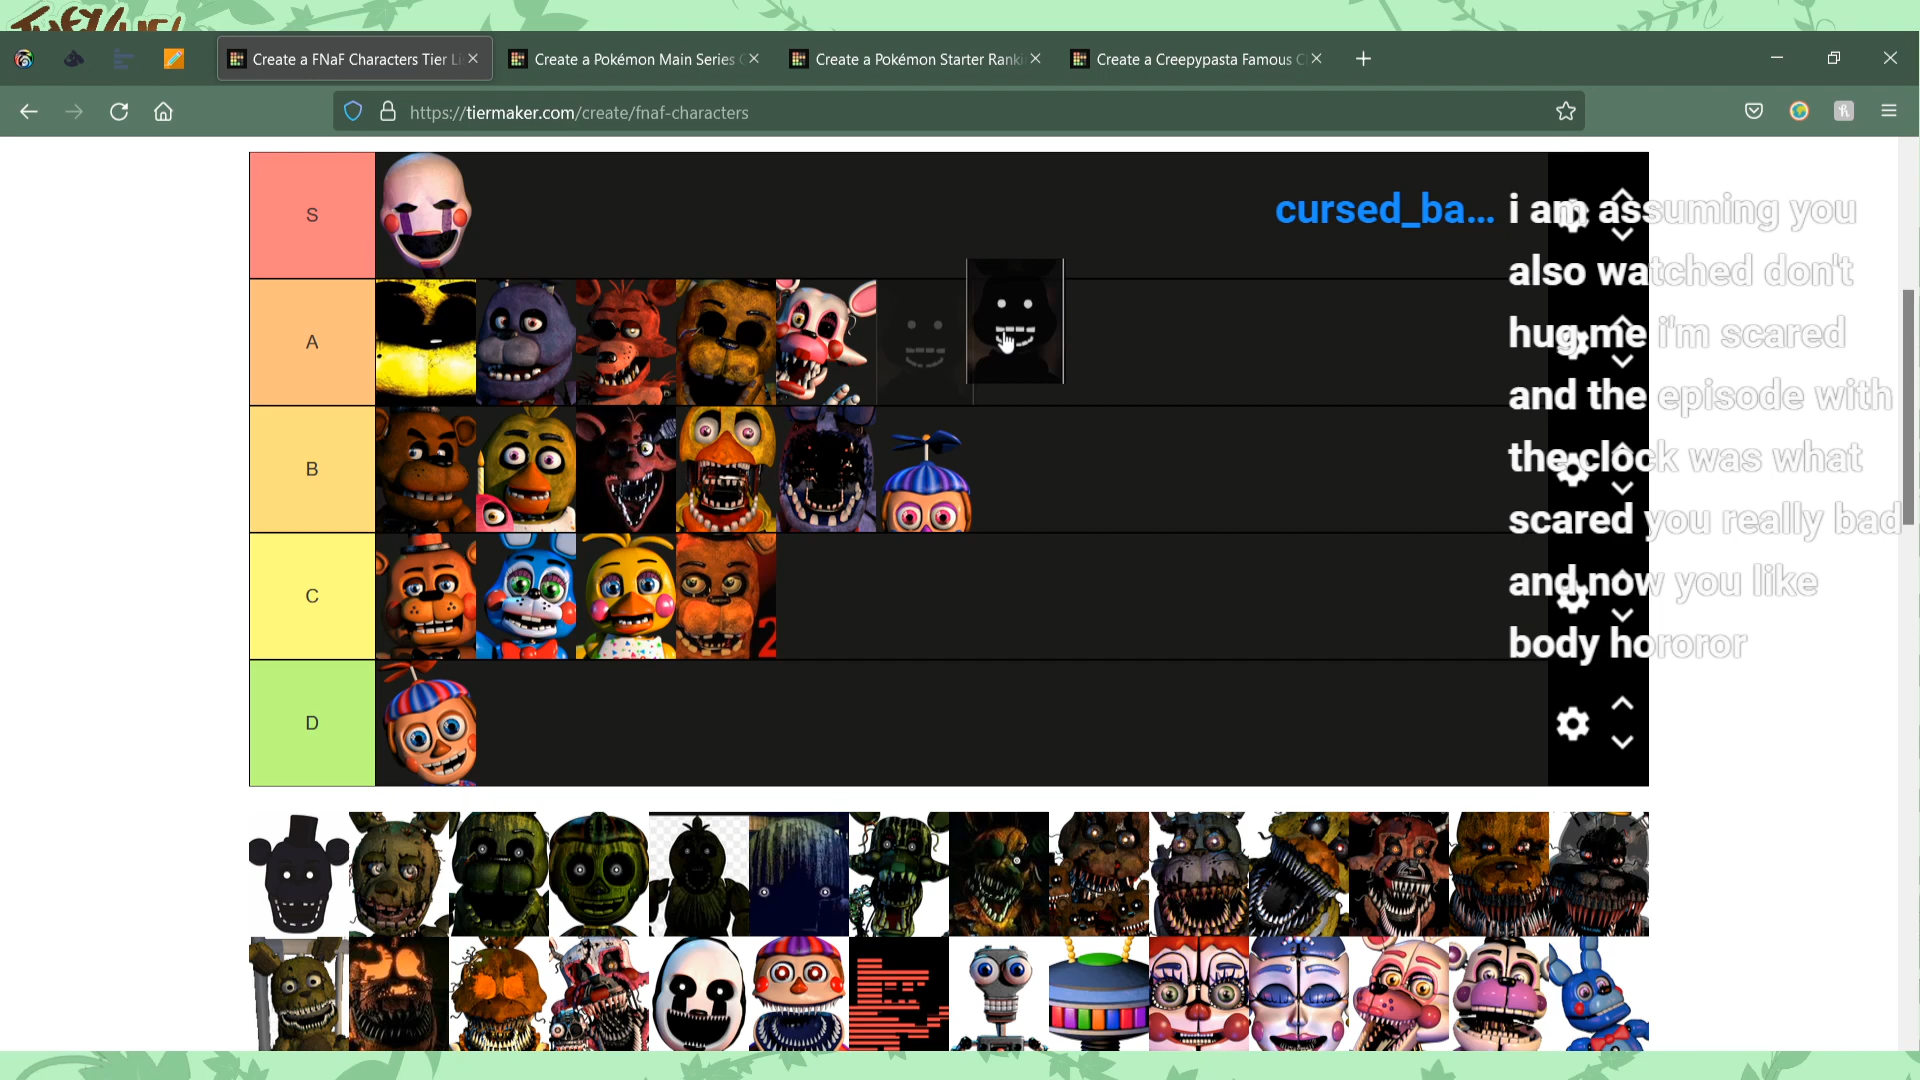 Create a FNaF Characters Tier Li
Create a Pokémon Main Series
Create a Pokémon Starter Ranki
Create a Creepypasta Famous C
https://tiermaker.com/create/fnaf-characters
S
cursed_ba... i am assuming you
also watched don't
A
hug me i'm scared
and the episode with
B
the clock was what
scared you really bad
C
and now you like
body hororor
2
D